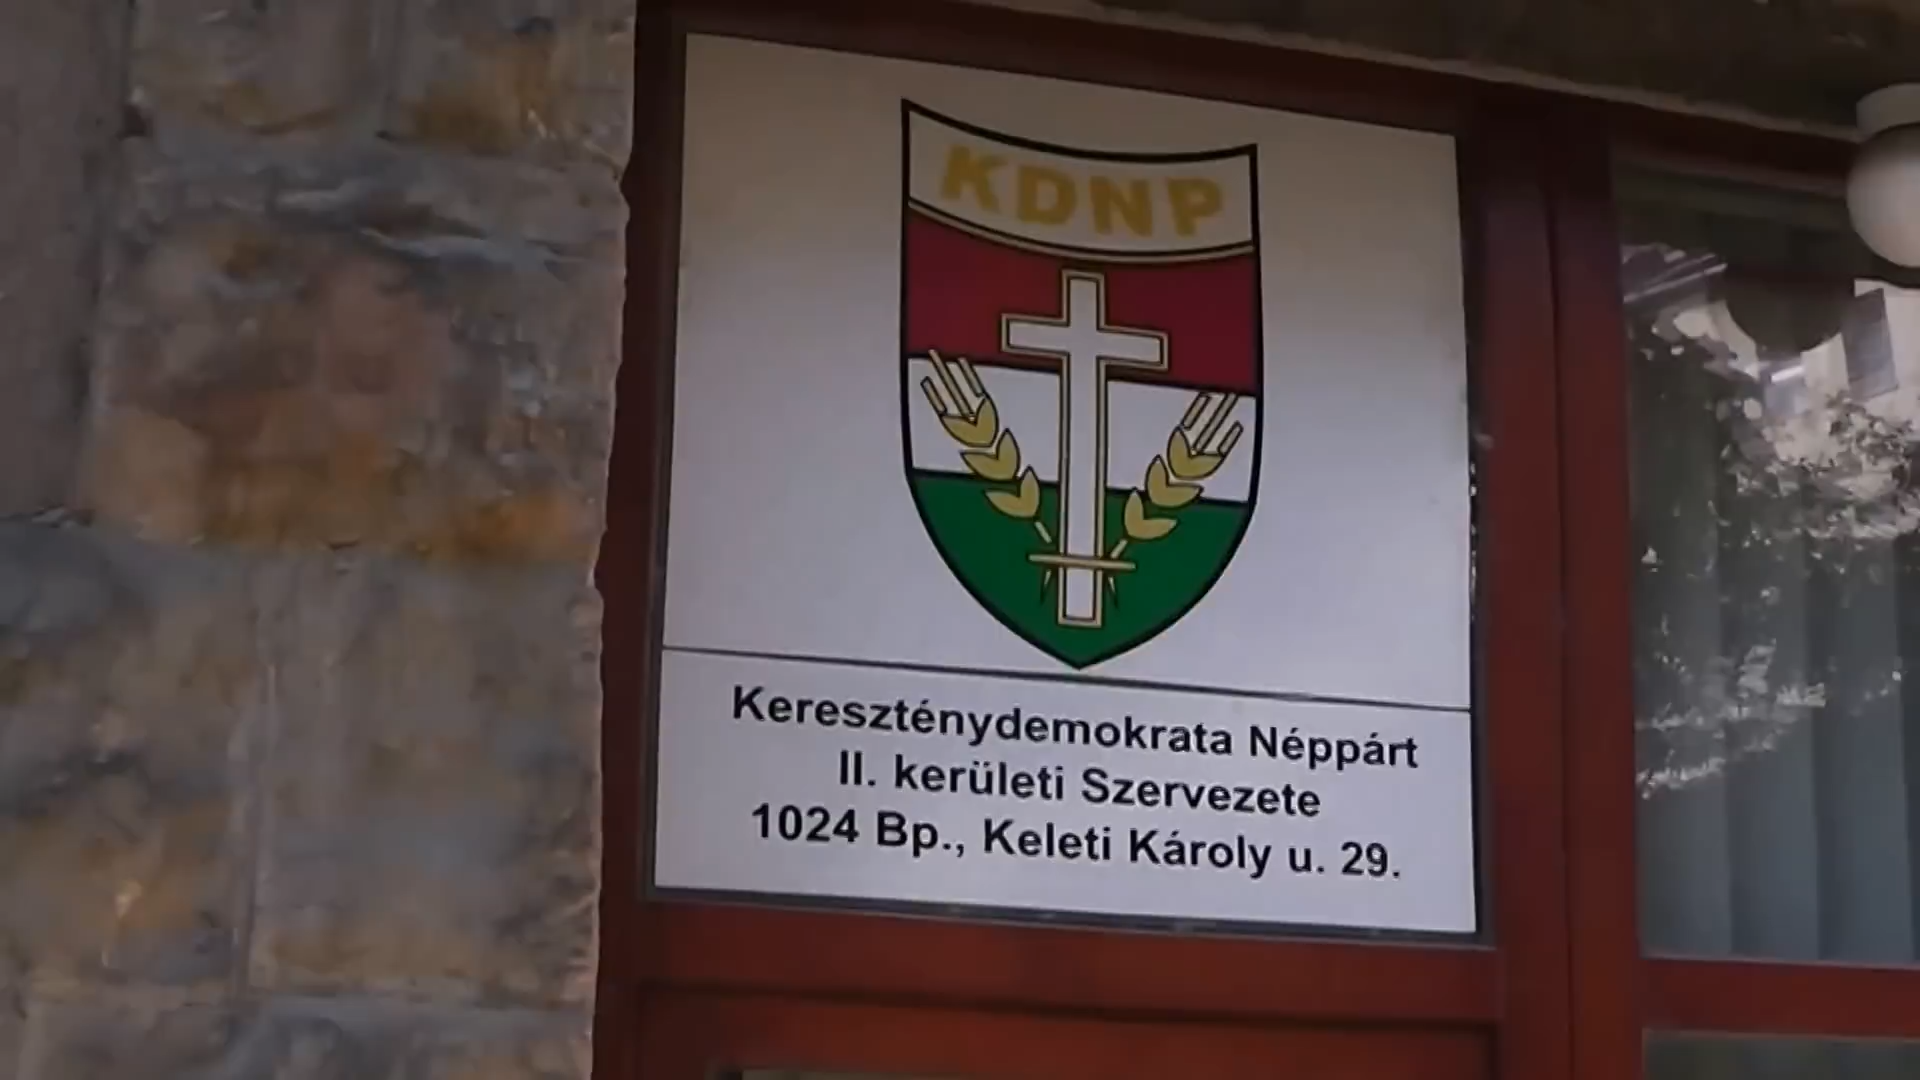 KDNP
Kereszténydemokrata Néppárt
II. kerületi Szervezete
1024 Bp., Keleti Károly u. 29.